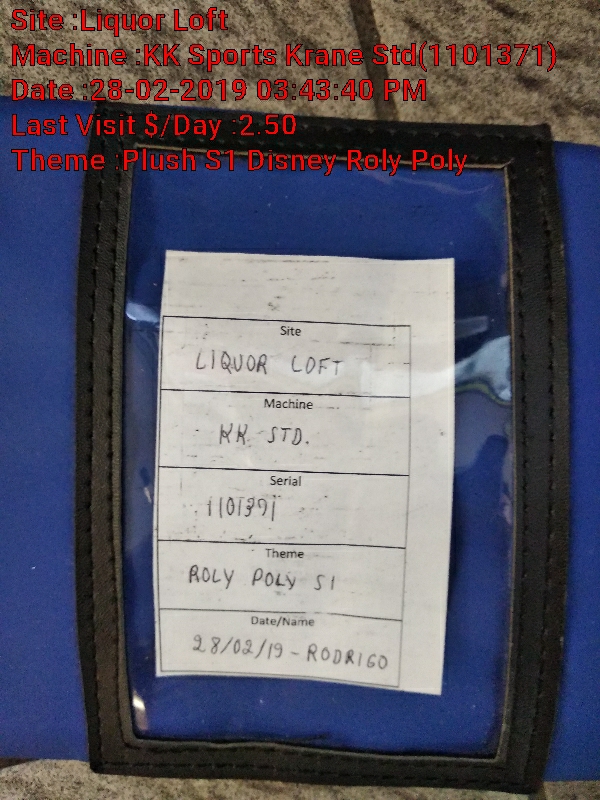 Site :Liquor Loft
Machine :KK Sports Krane Std(1101371)
Date :28-02-2019 03:43:40 PM
Last Visit $/Day :2.50
Theme :Plush S1 Disney Roly Poly
Site
LIQUOR LOFT
Machine
KK STD.
Serial
1101391
Theme
ROLY POLY S1
Date/Name
28/02/19 - RODRIGO